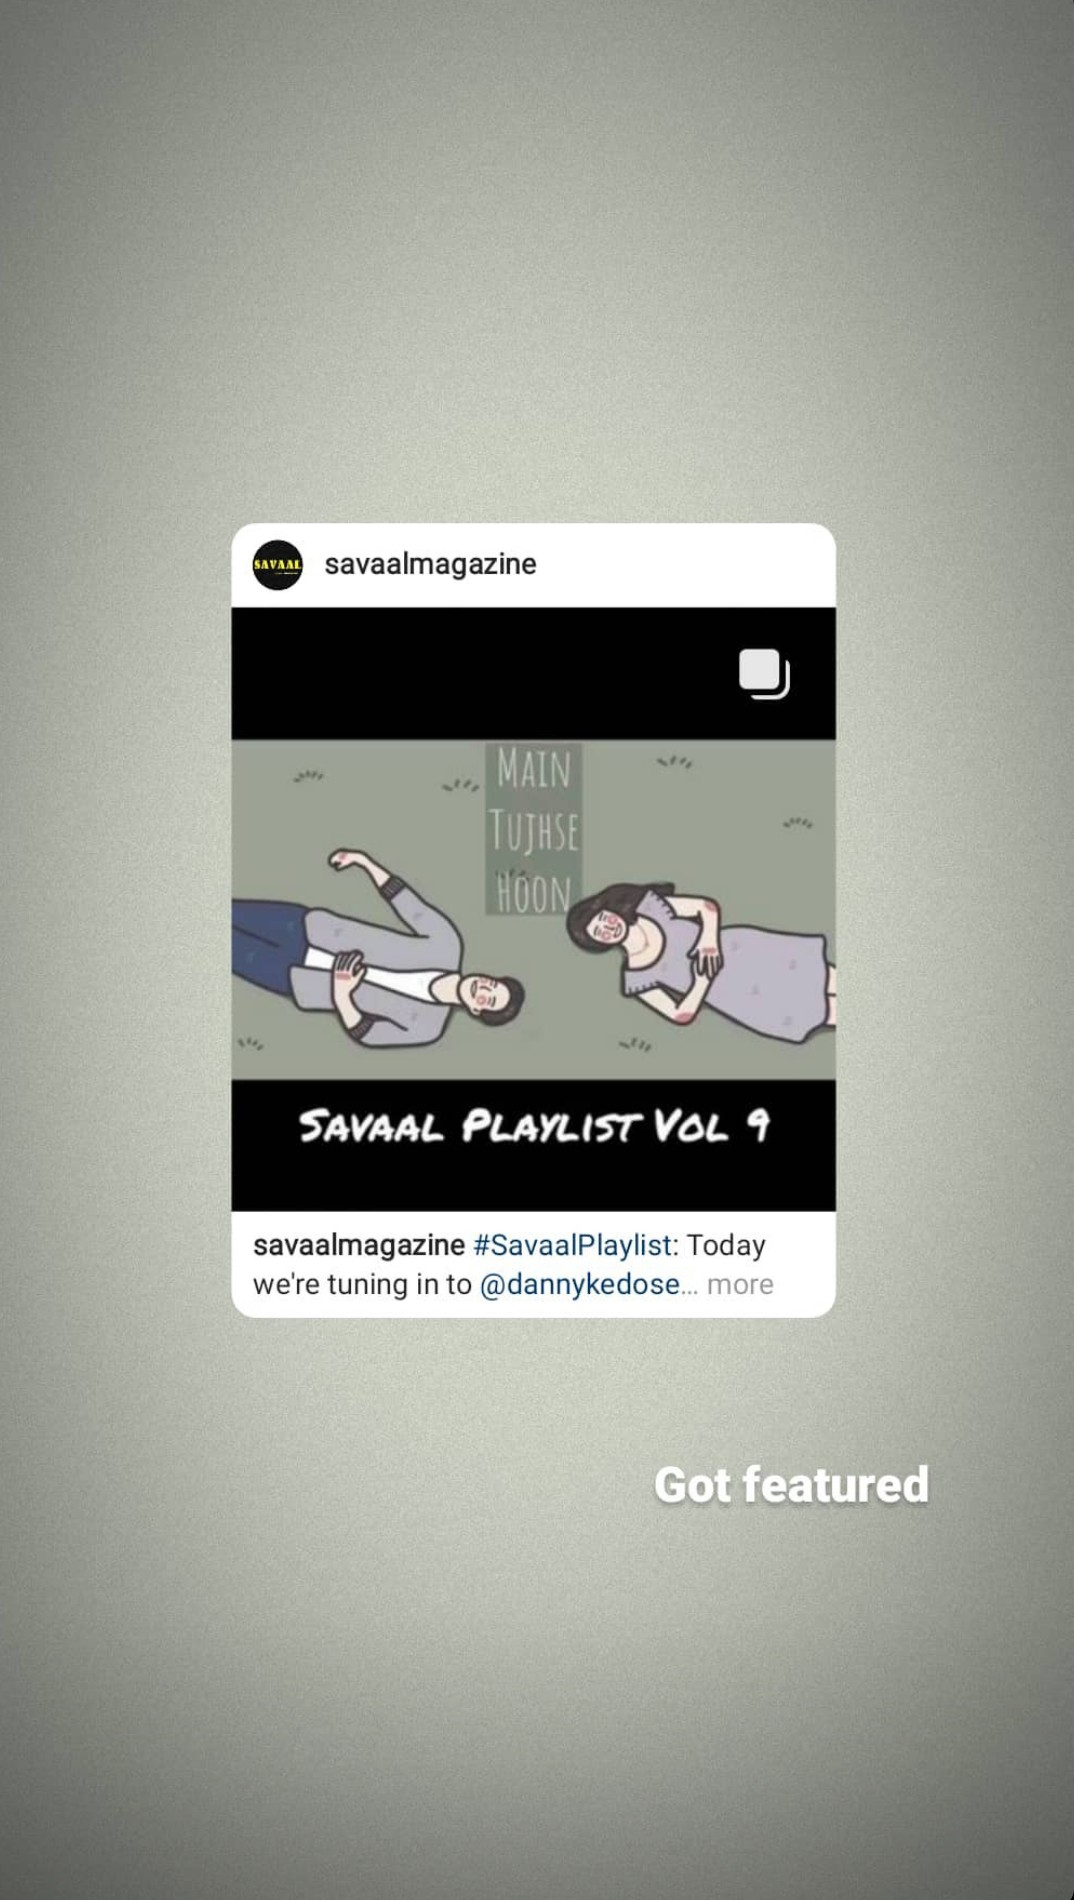 SAVAAL
savaalmagazine
MAIN
TUJHSE
HOON
SAVAAL PLAYLIST VOL 9
savaalmagazine #SavaalPlaylist: Today
we're tuning in to @dannykedose... more
Got featured